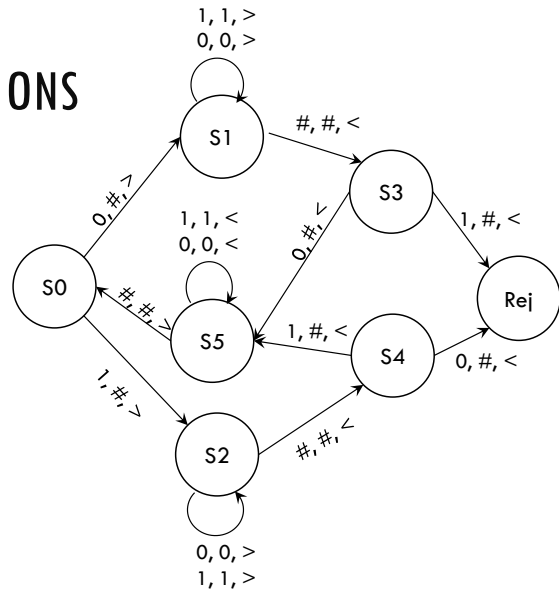 1, 1, >
0, 0, >
ONS
S1
#, #, <
0, #, >
S3
1, 1, <
0, 0, <
0, #, <
1, #, <
S0
#, #, >
S5
1, #, <
S4
Rej
0, #, <
1, #, >
S2
#, #, <
0, 0, >
1, 1, >